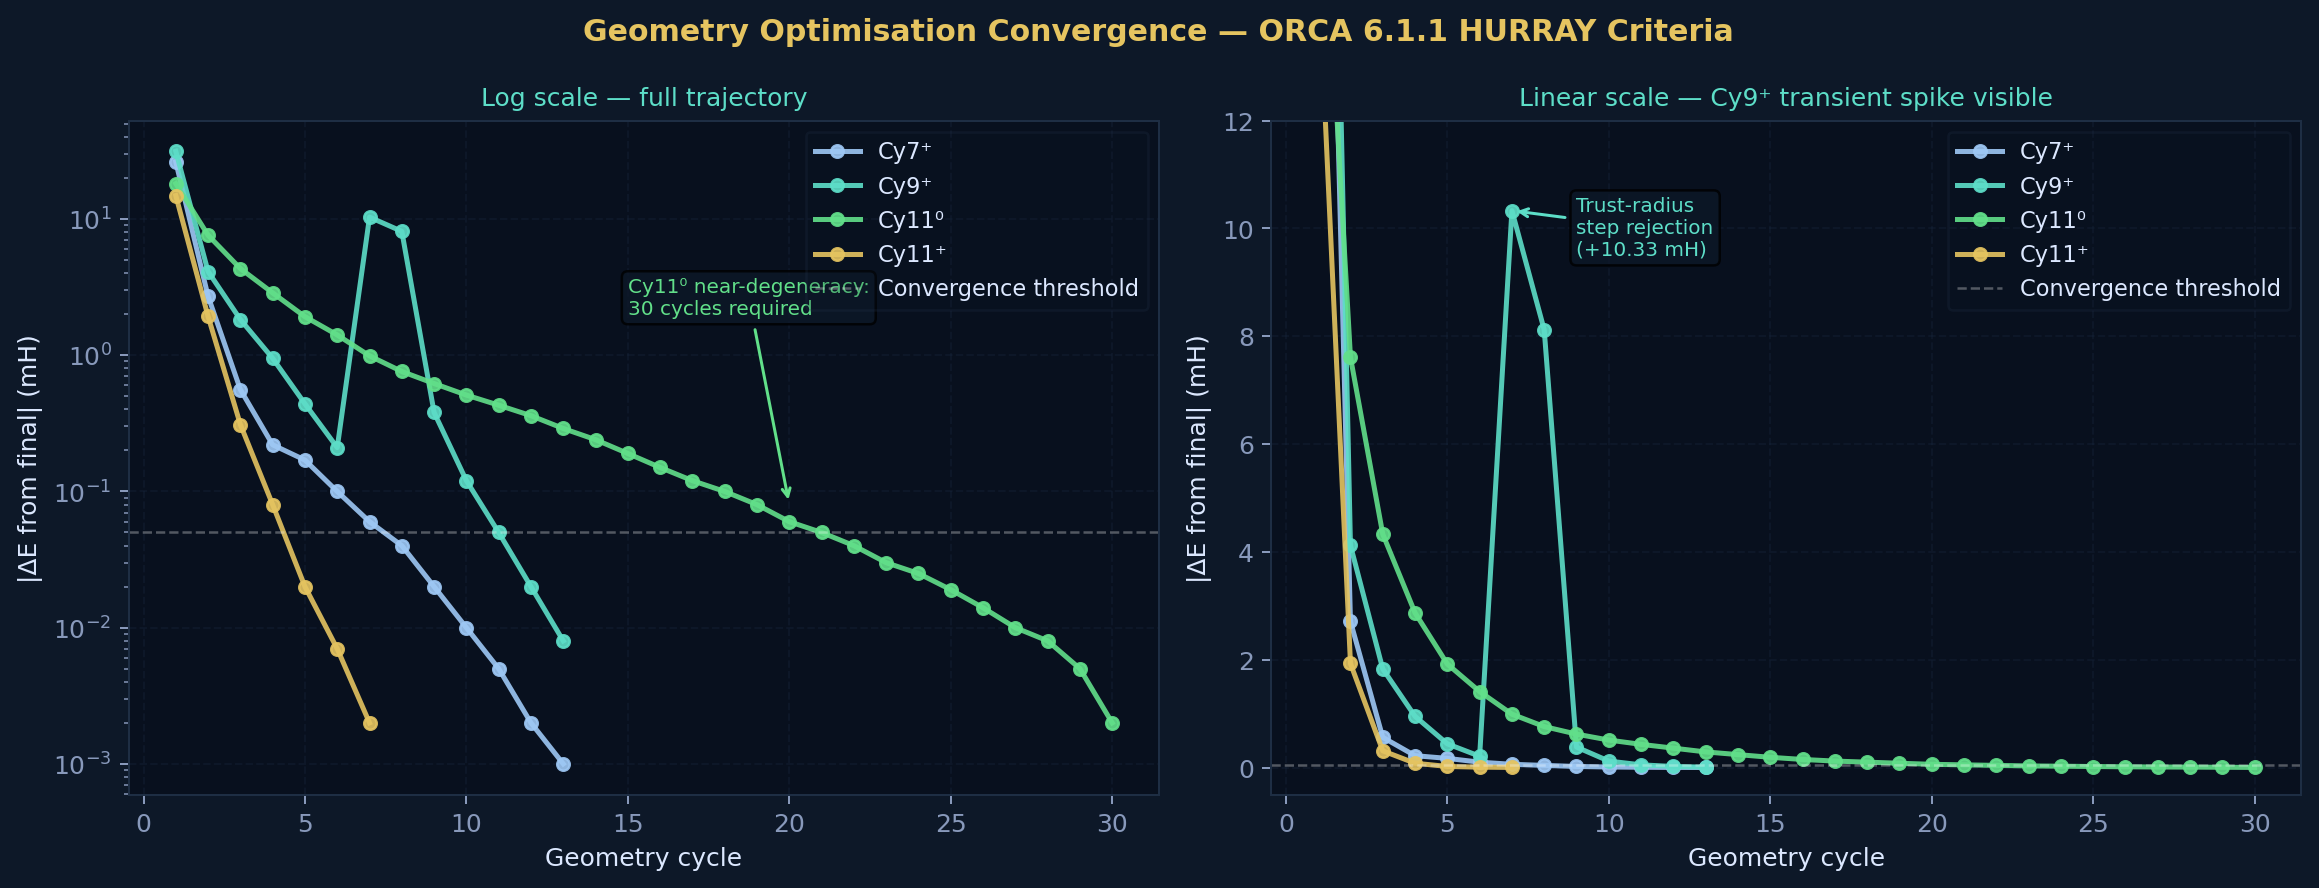 Geometry Optimisation Convergence — ORCA 6.1.1 HURRAY Criteria
Log scale — full trajectory
|ΔE from final| (mH)
10¹
10⁰
10⁻¹
10⁻²
10⁻³
Cy7⁺
Cy9⁺
Cy11⁰
Cy11⁺
Convergence threshold
Cy11⁰ near-degeneracy:
30 cycles required
0 5 10 15 20 25 30
Geometry cycle
Linear scale — Cy9⁺ transient spike visible
|ΔE from final| (mH)
12
10
8
6
4
2
0
Trust-radius
step rejection
(+10.33 mH)
Cy7⁺
Cy9⁺
Cy11⁰
Cy11⁺
Convergence threshold
0 5 10 15 20 25 30
Geometry cycle